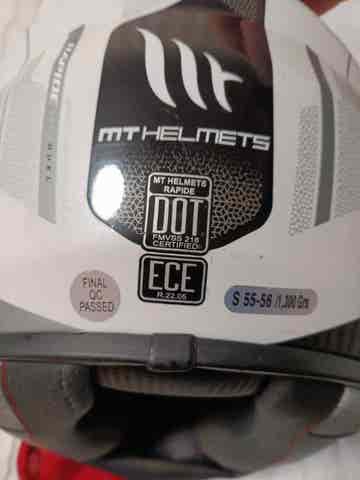 MT HELMETS
MT HELMETS
RAPIDE
DOT
FMVSS 218
CERTIFIED
ECE
R.22.05
FINAL
QC
PASSED
S 55-56 /1,300 Grs